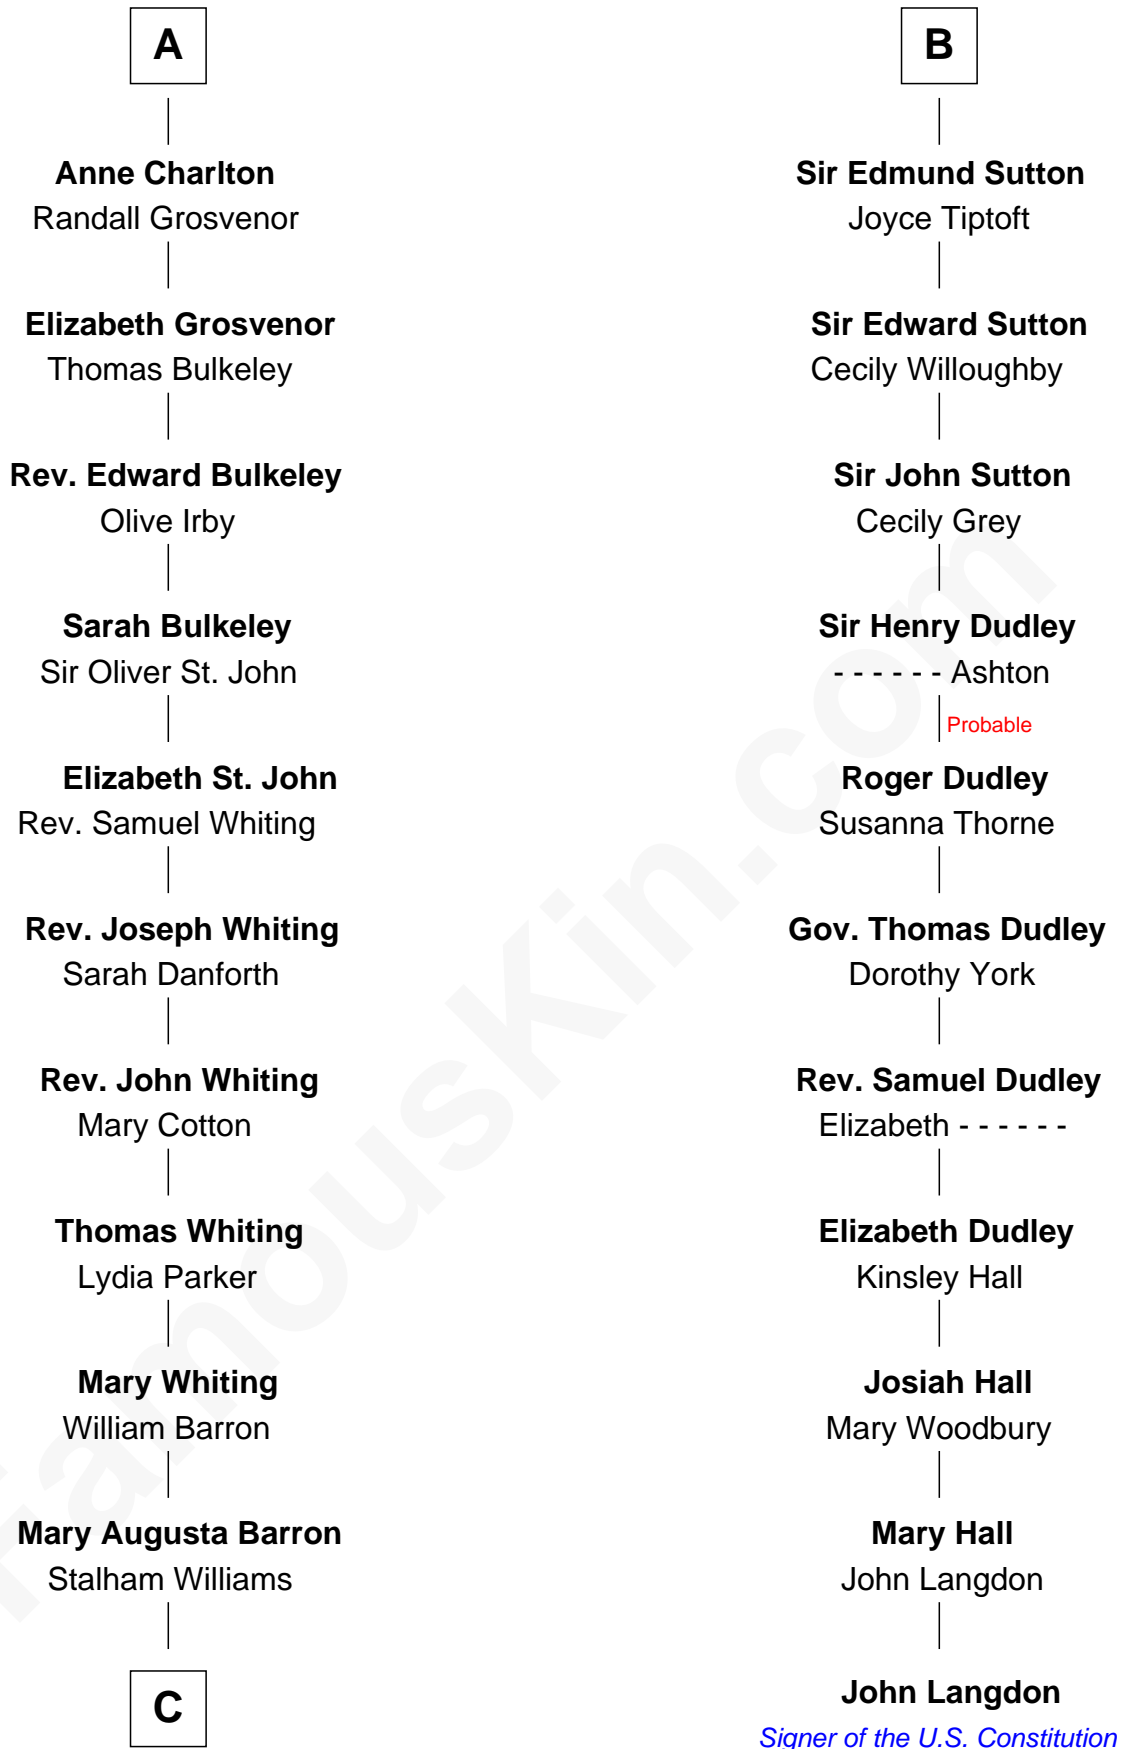 A
Anne Charlton
Randall Grosvenor
Elizabeth Grosvenor
Thomas Bulkeley
Rev. Edward Bulkeley
Olive Irby
Sarah Bulkeley
Sir Oliver St. John
Elizabeth St. John
Rev. Samuel Whiting
Rev. Joseph Whiting
Sarah Danforth
Rev. John Whiting
Mary Cotton
Thomas Whiting
Lydia Parker
Mary Whiting
William Barron
Mary Augusta Barron
Stalham Williams
C
B
Sir Edmund Sutton
Joyce Tiptoft
Sir Edward Sutton
Cecily Willoughby
Sir John Sutton
Cecily Grey
Sir Henry Dudley
- - - - - - Ashton
Probable
Roger Dudley
Susanna Thorne
Gov. Thomas Dudley
Dorothy York
Rev. Samuel Dudley
Elizabeth - - - - - -
Elizabeth Dudley
Kinsley Hall
Josiah Hall
Mary Woodbury
Mary Hall
John Langdon
John Langdon
Signer of the U.S. Constitution
FamousKin.com